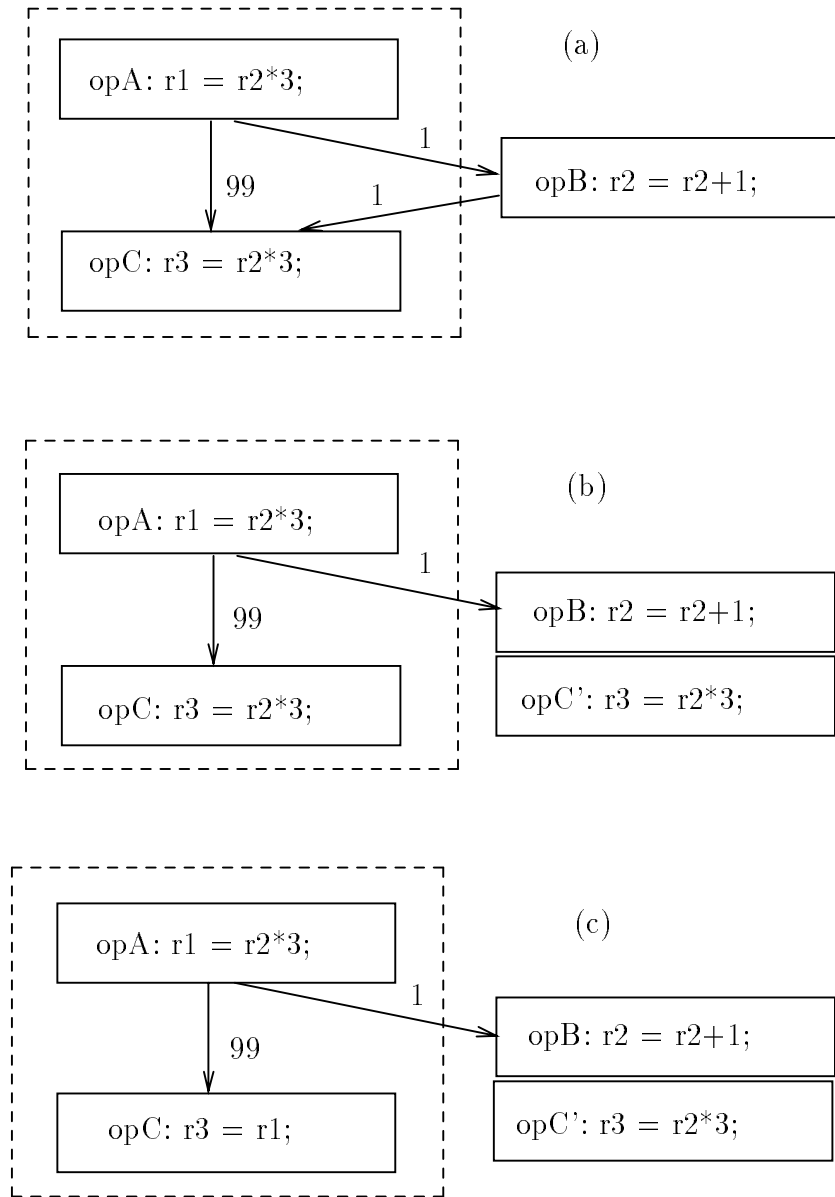 (a)
opA: r1 = r2*3;
1
opB: r2 = r2+1;
99
1
opC: r3 = r2*3;
(b)
opA: r1 = r2*3;
1
opB: r2 = r2+1;
99
opC: r3 = r2*3;
opC': r3 = r2*3;
(c)
opA: r1 = r2*3;
1
opB: r2 = r2+1;
99
opC: r3 = r1;
opC': r3 = r2*3;